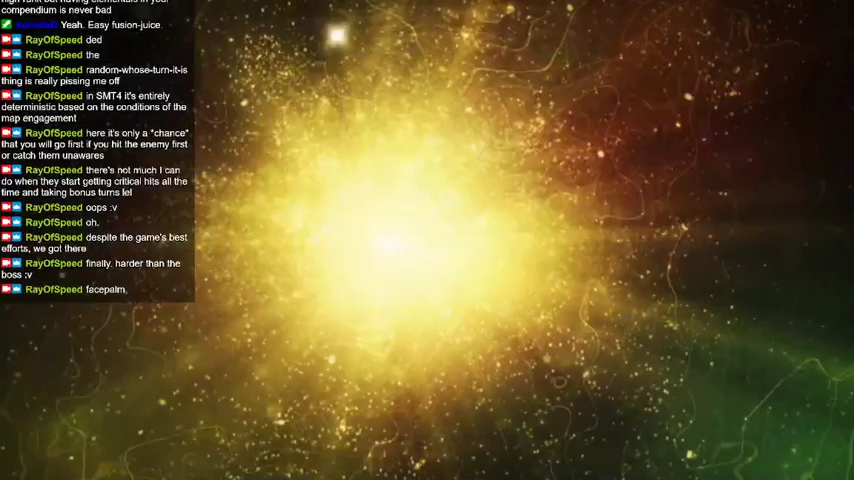 compendium is never bad
Yeah. Easy fusion-juice.
RayOfSpeed ded
RayOfSpeed the
RayOfSpeed random-whose-turn-it-is
thing is really pissing me off
RayOfSpeed in SMT4 it's entirely
deterministic based on the conditions of the
map engagement
RayOfSpeed here it's only a *chance*
that you will go first if you hit the enemy first
or catch them unawares
RayOfSpeed there's not much I can
do when they start getting critical hits all the
time and taking bonus turns lel
RayOfSpeed oops :v
RayOfSpeed oh.
RayOfSpeed despite the game's best
efforts, we got there
RayOfSpeed finally. harder than the
boss :v
RayOfSpeed facepalm.